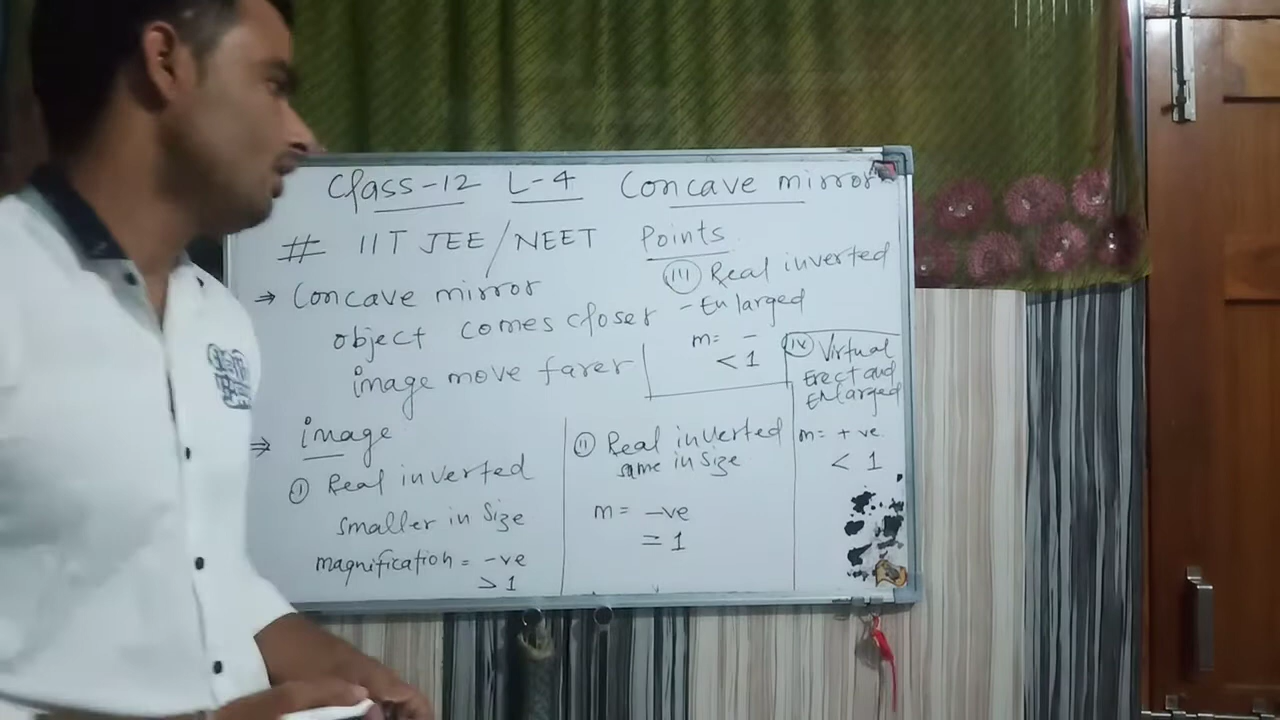 Class-12 L-4 Concave mirror
# IIT JEE/NEET Points
⇒ Concave mirror
object comes closer
image move farer
III Real inverted
- Enlarged
m= -
< 1
IV Virtual
Erect and
Enlarged
m= +ve
< 1
⇒ image
I Real inverted
smaller in size
magnification = -ve
> 1
II Real inverted
same in size
m= -ve
= 1